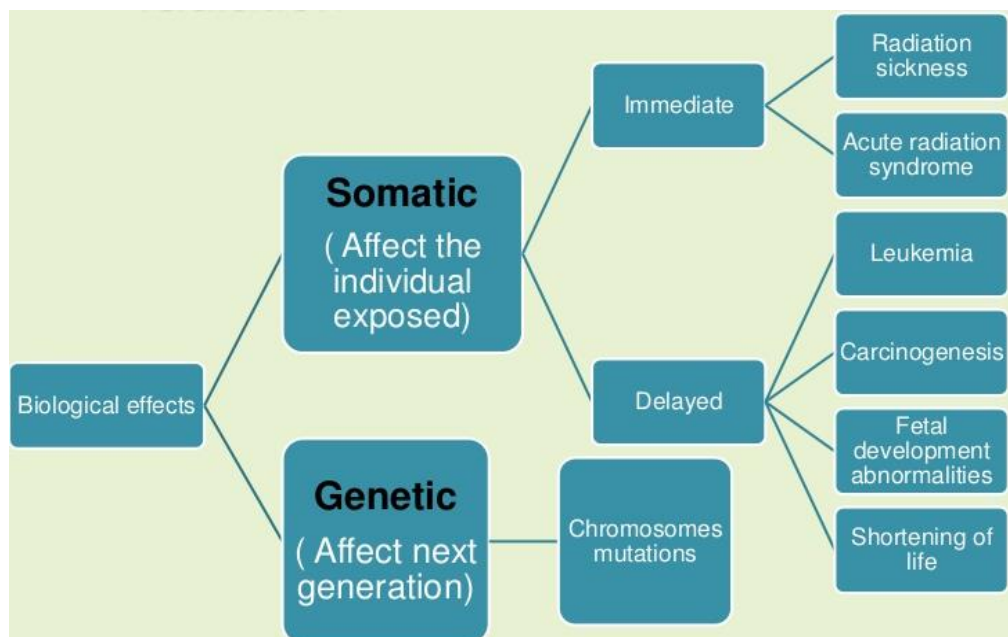 Biological effects
Somatic
( Affect the
individual
exposed)
Immediate
Radiation
sickness
Acute radiation
syndrome
Delayed
Leukemia
Carcinogenesis
Fetal
development
abnormalities
Shortening of
life
Genetic
( Affect next
generation)
Chromosomes
mutations